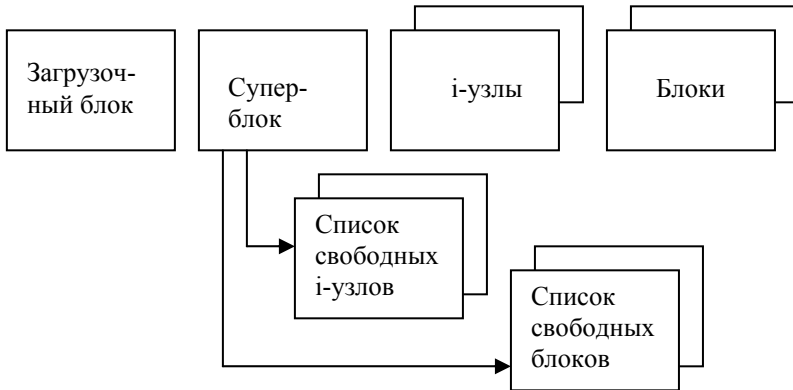 Загрузоч-
ный блок
Супер-
блок
i-узлы
Блоки
Список
свободных
i-узлов
Список
свободных
блоков